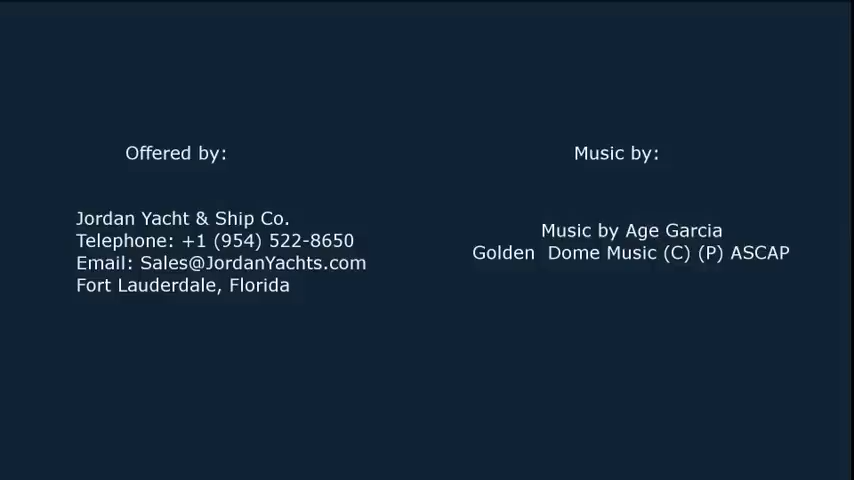 Offered by:
Jordan Yacht & Ship Co.
Telephone: +1 (954) 522-8650
Email: Sales@JordanYachts.com
Fort Lauderdale, Florida
Music by:
Music by Age Garcia
Golden  Dome Music (C) (P) ASCAP